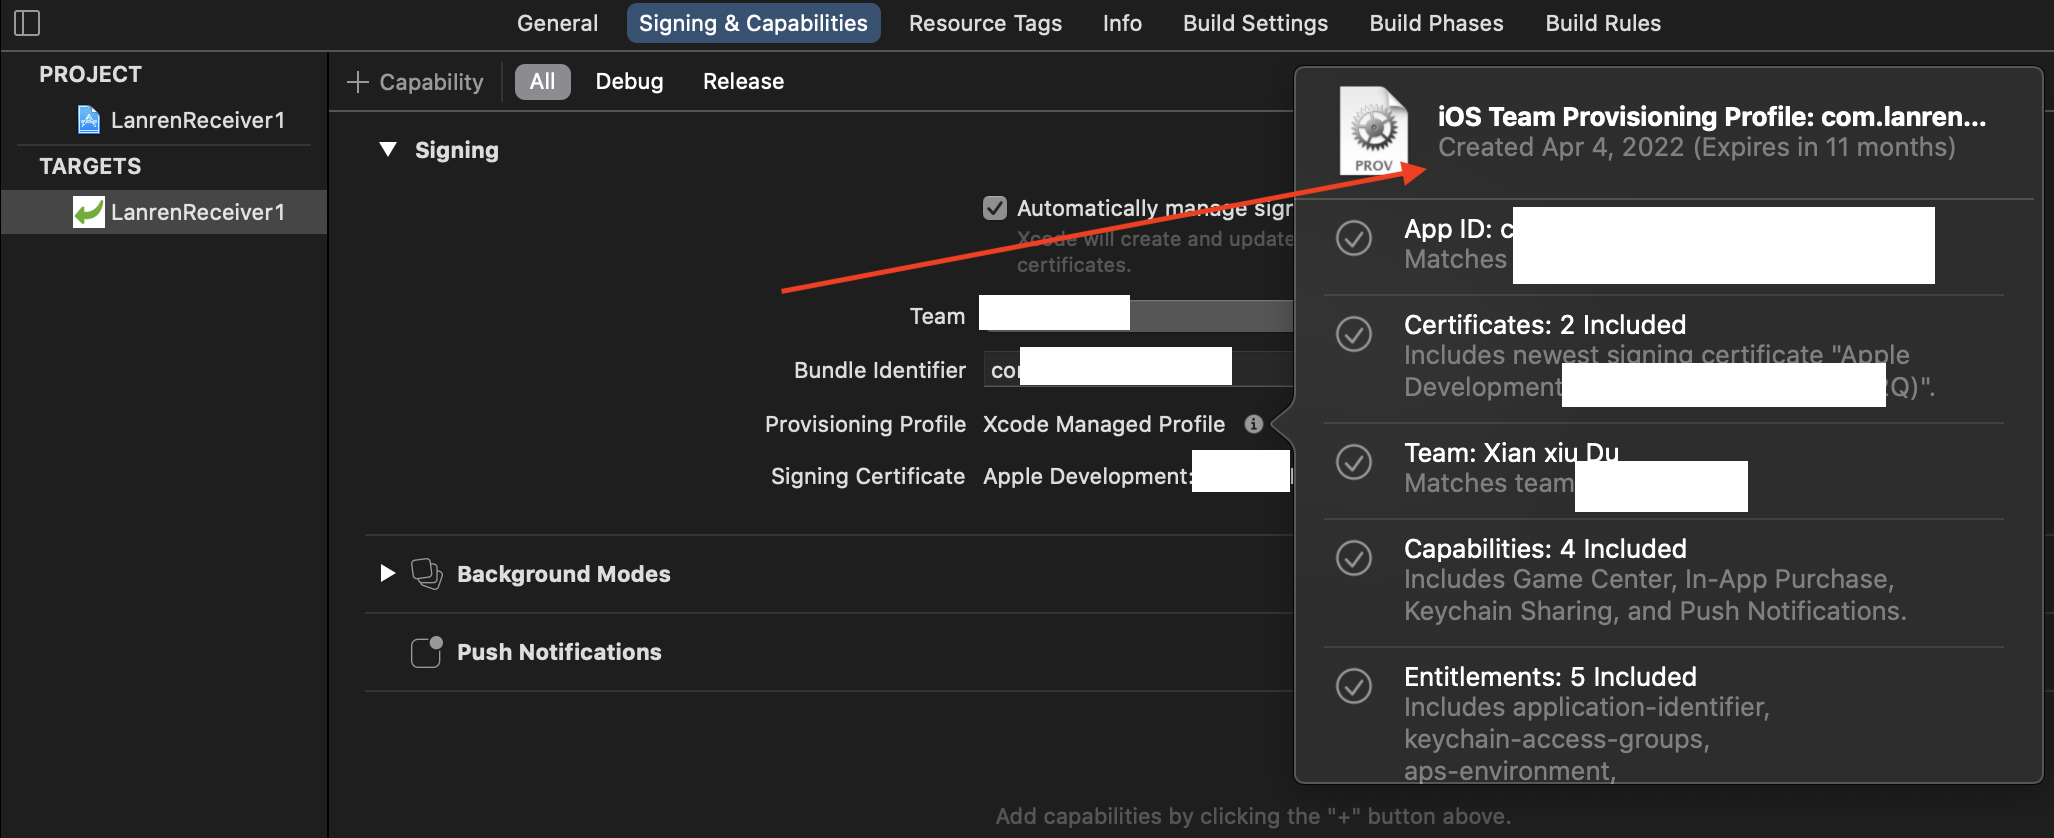 General
Signing & Capabilities
Resource Tags
Info
Build Settings
Build Phases
Build Rules
PROJECT
LanrenReceiver1
TARGETS
LanrenReceiver1
Capability
All
Debug
Release
Signing
Automatically manage sign
Xcode will create and update
certificates.
Team
Bundle Identifier
Provisioning Profile
Xcode Managed Profile
Signing Certificate
Apple Development:
Background Modes
Push Notifications
Add capabilities by clicking the "+" button above.
PROV
iOS Team Provisioning Profile: com.lanren...
Created Apr 4, 2022 (Expires in 11 months)
App ID: c
Matches
Certificates: 2 Included
Includes newest signing certificate "Apple
Development Q)".
Team: Xian xiu Du
Matches team
Capabilities: 4 Included
Includes Game Center, In-App Purchase,
Keychain Sharing, and Push Notifications.
Entitlements: 5 Included
Includes application-identifier,
keychain-access-groups,
aps-environment,